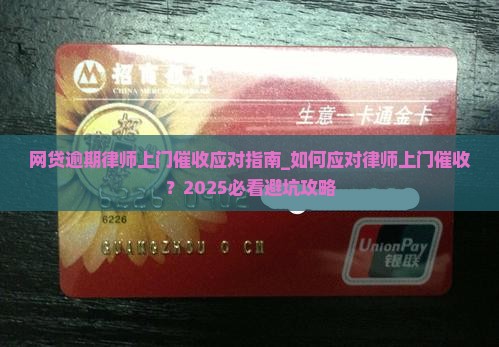 招商银行
CHINA MERCHANTS BANK
生意一卡通金卡
网贷逾期律师上门催收应对指南_如何应对律师上门催收
？2025必看避坑攻略
6226
GUANGZHOU O CM
UnionPay
银联